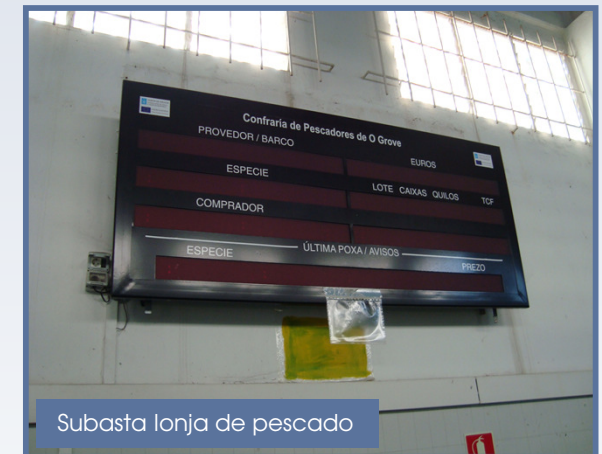 Confraría de Pescadores de O Grove
PROVEDOR / BARCO
EUROS
ESPECIE
LOTE CAIXAS QUILOS TCF
COMPRADOR
ÚLTIMA POXA / AVISOS
ESPECIE
PREZO
Subasta lonja de pescado